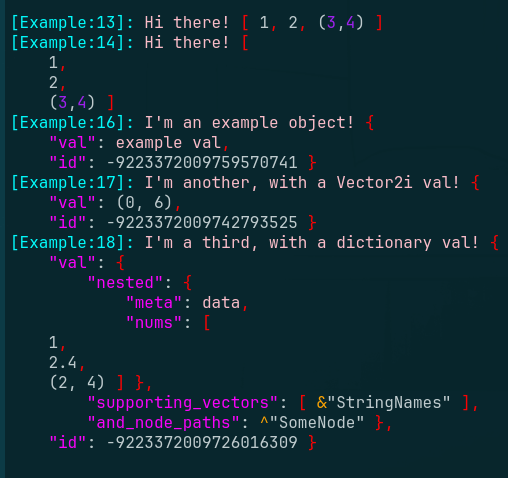 [Example:13]: Hi there! [ 1, 2, (3,4) ]
[Example:14]: Hi there! [
    1,
    2,
    (3,4) ]
[Example:16]: I'm an example object! {
    "val": example val,
    "id": -9223372009759570741 }
[Example:17]: I'm another, with a Vector2i val! {
    "val": (0, 6),
    "id": -9223372009742793525 }
[Example:18]: I'm a third, with a dictionary val! {
    "val": {
        "nested": {
            "meta": data,
            "nums": [
    1,
    2.4,
    (2, 4) ] },
        "supporting_vectors": [ &"StringNames" ],
        "and_node_paths": ^"SomeNode" },
    "id": -9223372009726016309 }